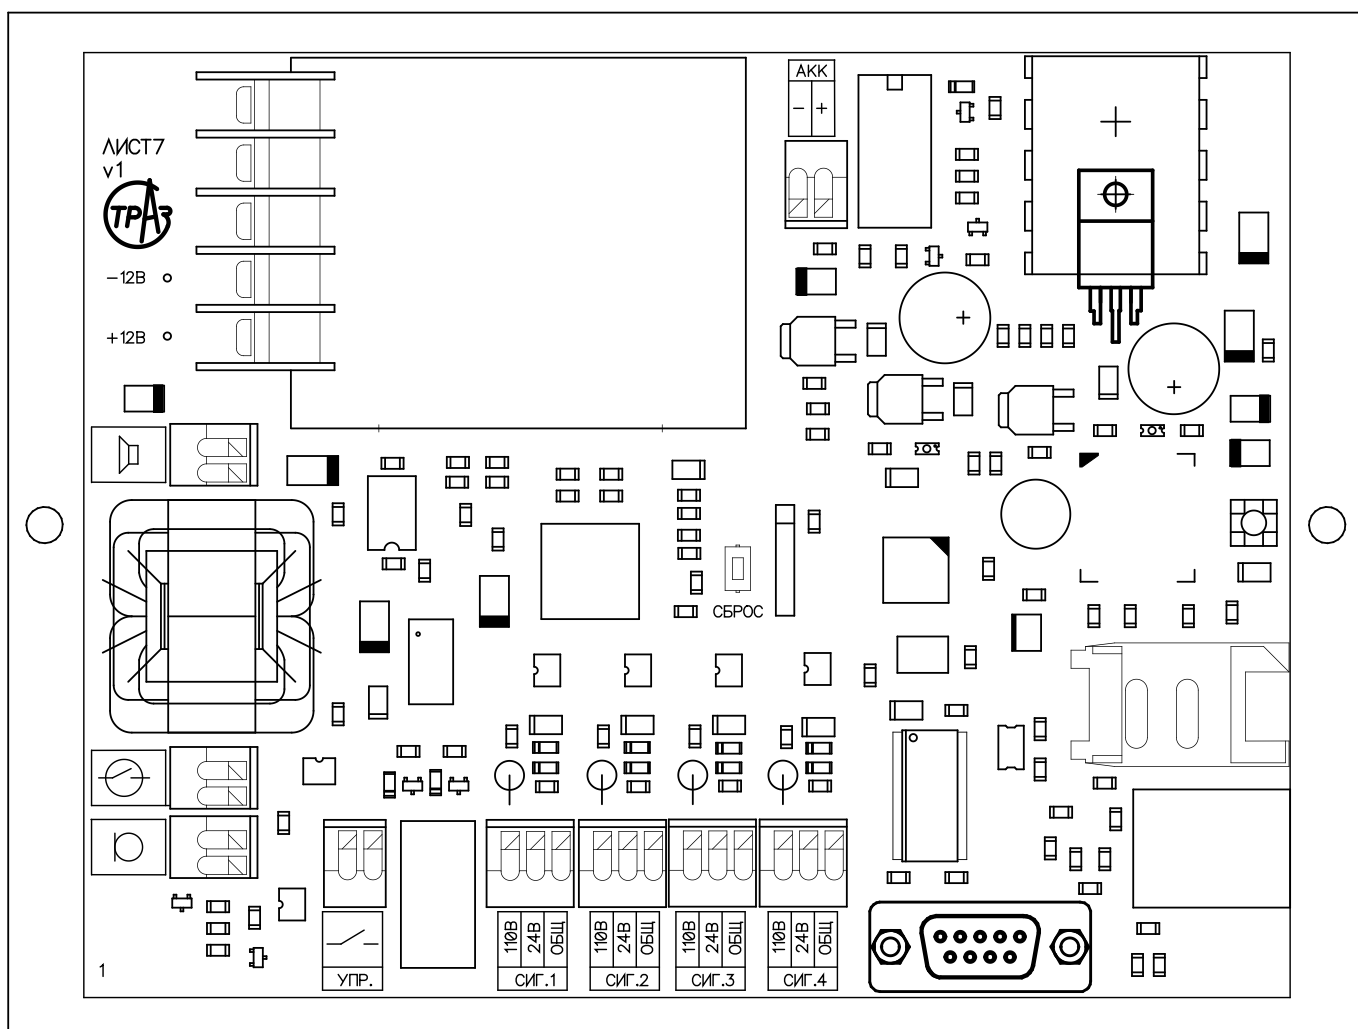 ЛИСТ7
v1
ТРАЗ
−12В
+12В
АКК
− +
СБРОС
110В 24В ОБЩ
110В 24В ОБЩ
110В 24В ОБЩ
110В 24В ОБЩ
УПР.
СИГ.1
СИГ.2
СИГ.3
СИГ.4
1